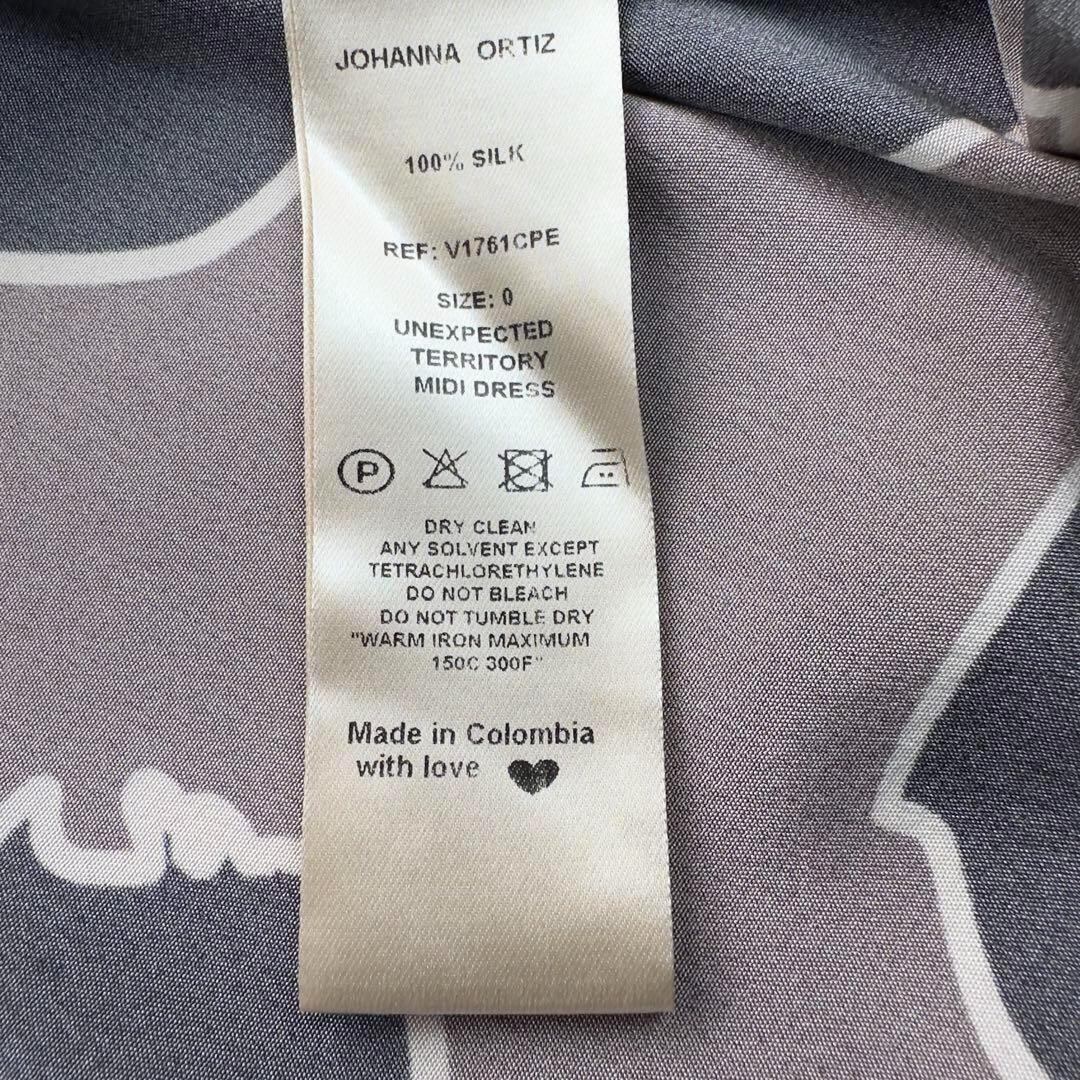 JOHANNA ORTIZ
100% SILK
REF: V1761CPE
SIZE: 0
UNEXPECTED
TERRITORY
MIDI DRESS
P
DRY CLEAN
ANY SOLVENT EXCEPT
TETRACHLORETHYLENE
DO NOT BLEACH
DO NOT TUMBLE DRY
"WARM IRON MAXIMUM
150C 300F"
Made in Colombia
with love